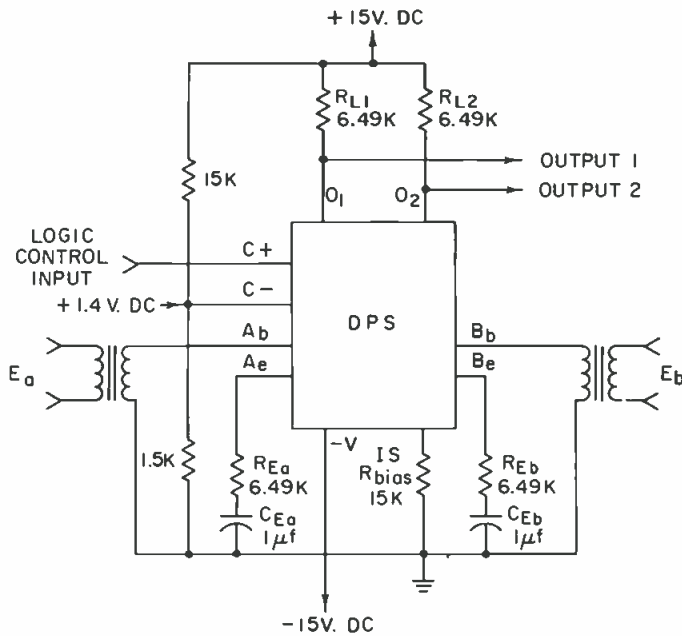 + 15V. DC
RL1
6.49K
RL2
6.49K
15K
OUTPUT 1
OUTPUT 2
O1
O2
LOGIC
CONTROL
INPUT
C+
C-
+ 1.4 V. DC
DPS
Ab
Ae
Bb
Be
Ea
Eb
-V
IS
Rbias
15K
1.5K
REa
6.49K
CEa
1μf
REb
6.49K
CEb
1μf
-15V. DC